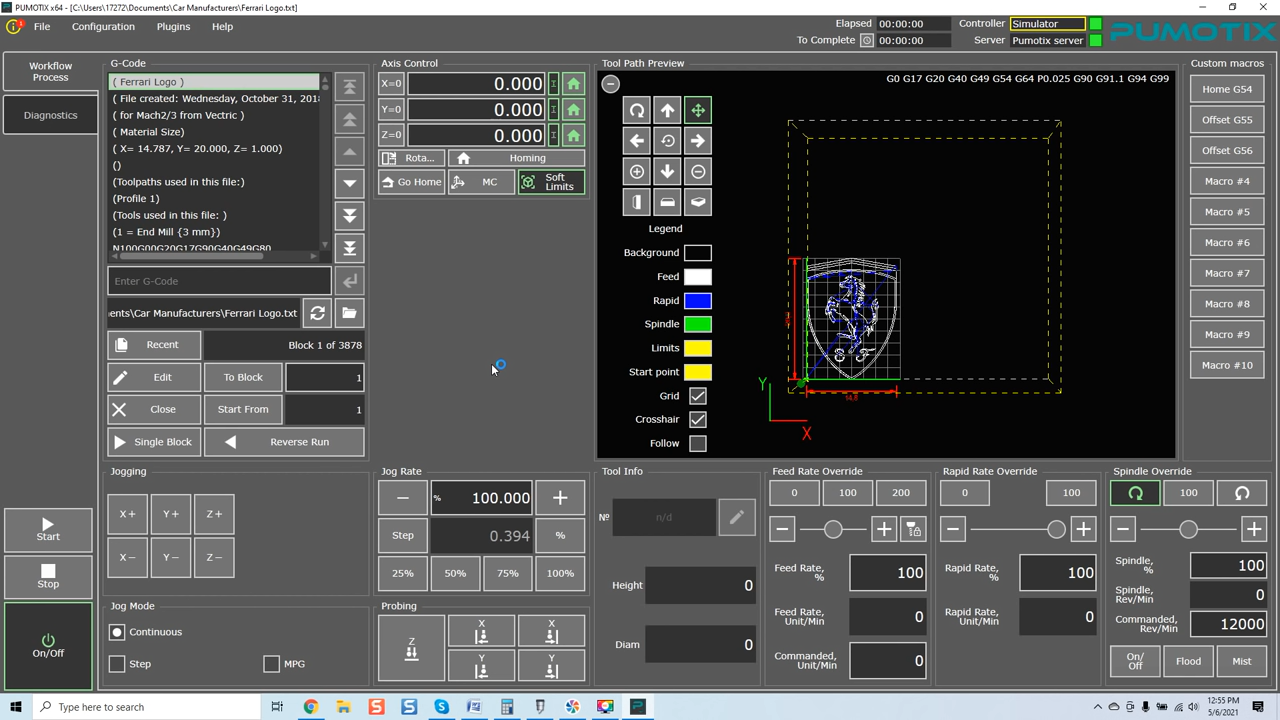 PUMOTIX x64 - [C:\Users\17272\Documents\Car Manufacturers\Ferrari Logo.txt]
File Configuration Plugins Help
Elapsed 00:00:00 Controller Simulator
To Complete 00:00:00 Server Pumotix server
PUMOTIX
Workflow Process
Diagnostics
G-Code
( Ferrari Logo )
( File created: Wednesday, October 31, 2018
( for Mach2/3 from Vectric )
( Material Size)
( X= 14.787, Y= 20.000, Z= 1.000)
()
(Toolpaths used in this file:)
(Profile 1)
(Tools used in this file: )
(1 = End Mill {3 mm})
N100G00G20G17G90G40G49G80
Enter G-Code
ents\Car Manufacturers\Ferrari Logo.txt
Recent Block 1 of 3878
Edit To Block 1
Close Start From 1
Single Block Reverse Run
Axis Control
X=0 0.000
Y=0 0.000
Z=0 0.000
Rota... Homing
Go Home MC Soft Limits
Tool Path Preview
G0 G17 G20 G40 G49 G54 G64 P0.025 G90 G91.1 G94 G99
Legend
Background
Feed
Rapid
Spindle
Limits
Start point
Grid
Crosshair
Follow
Y
X
14.8
Custom macros
Home G54
Offset G55
Offset G56
Macro #4
Macro #5
Macro #6
Macro #7
Macro #8
Macro #9
Macro #10
Start
Stop
On/Off
Jogging
X+ Y+ Z+
X- Y- Z-
Jog Mode
Continuous
Step MPG
Jog Rate
% 100.000
Step 0.394 %
25% 50% 75% 100%
Probing
Z X X
Y Y
Tool Info
Nº n/d
Height 0
Diam 0
Feed Rate Override
0 100 200
Feed Rate, % 100
Feed Rate, Unit/Min 0
Commanded, Unit/Min 0
Rapid Rate Override
0 100
Rapid Rate, % 100
Rapid Rate, Unit/Min 0
Spindle Override
100
Spindle, % 100
Spindle, Rev/Min 0
Commanded, Rev/Min 12000
On/Off Flood Mist
Type here to search
12:55 PM
5/6/2021